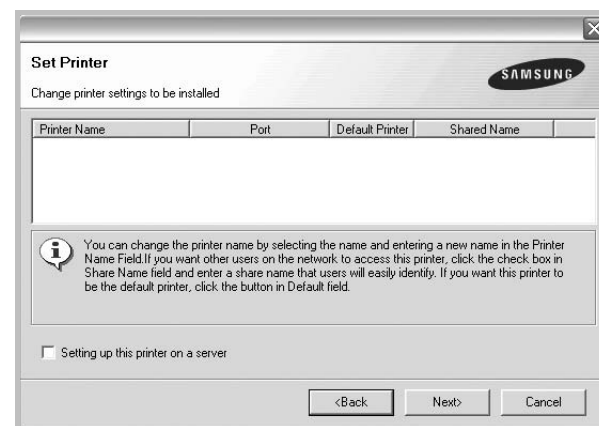 Set Printer
Change printer settings to be installed
SAMSUNG
Printer Name Port Default Printer Shared Name
You can change the printer name by selecting the name and entering a new name in the Printer
Name Field.If you want other users on the network to access this printer, click the check box in
Share Name field and enter a share name that users will easily identify. If you want this printer to
be the default printer, click the button in Default field.
Setting up this printer on a server
<Back Next> Cancel